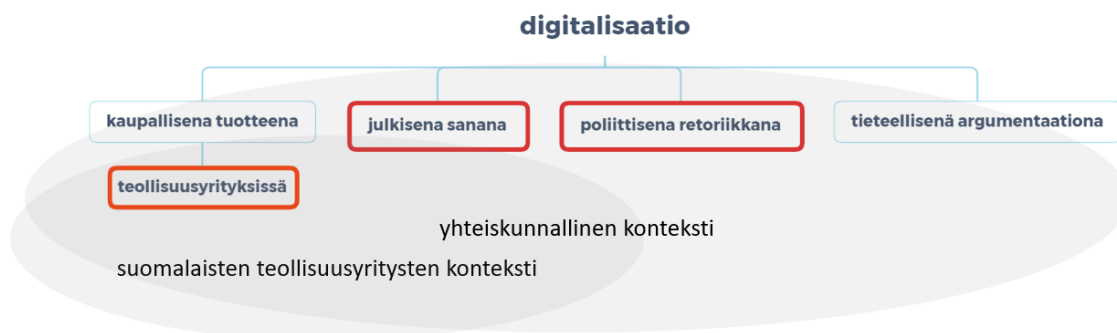 digitalisaatio
kaupallisena tuotteena
julkisena sanana
poliittisena retoriikkana
tieteellisenä argumentaationa
teollisuusyrityksissä
yhteiskunnallinen konteksti
suomalaisten teollisuusyritysten konteksti